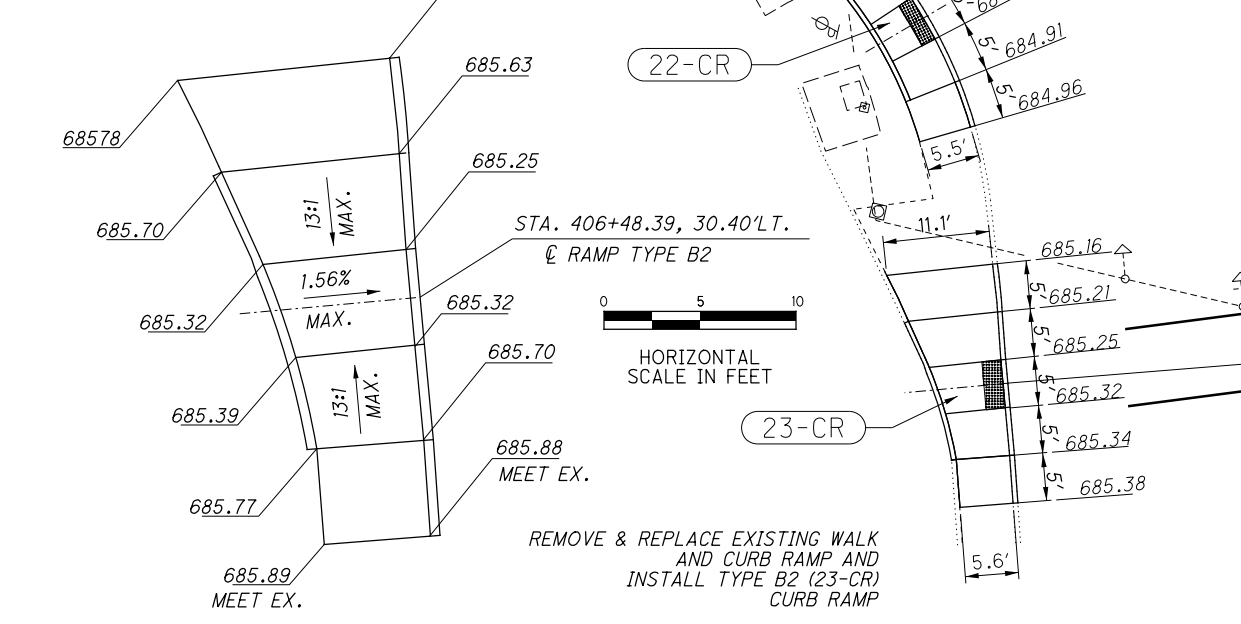 685.63
68578
685.70
13:1
MAX.
685.25
STA. 406+48.39, 30.40'LT.
℄ RAMP TYPE B2
1.56%
MAX.
685.32
685.32
0 5 10
HORIZONTAL
SCALE IN FEET
685.70
13:1
MAX.
685.39
685.88
MEET EX.
685.77
685.89
MEET EX.
REMOVE & REPLACE EXISTING WALK
AND CURB RAMP AND
INSTALL TYPE B2 (23-CR)
CURB RAMP
22-CR
5'
684.91
5'
684.96
5.5'
11.1'
685.16
5'
685.21
5'
685.25
5'
685.32
5'
685.34
5'
685.38
23-CR
5.6'